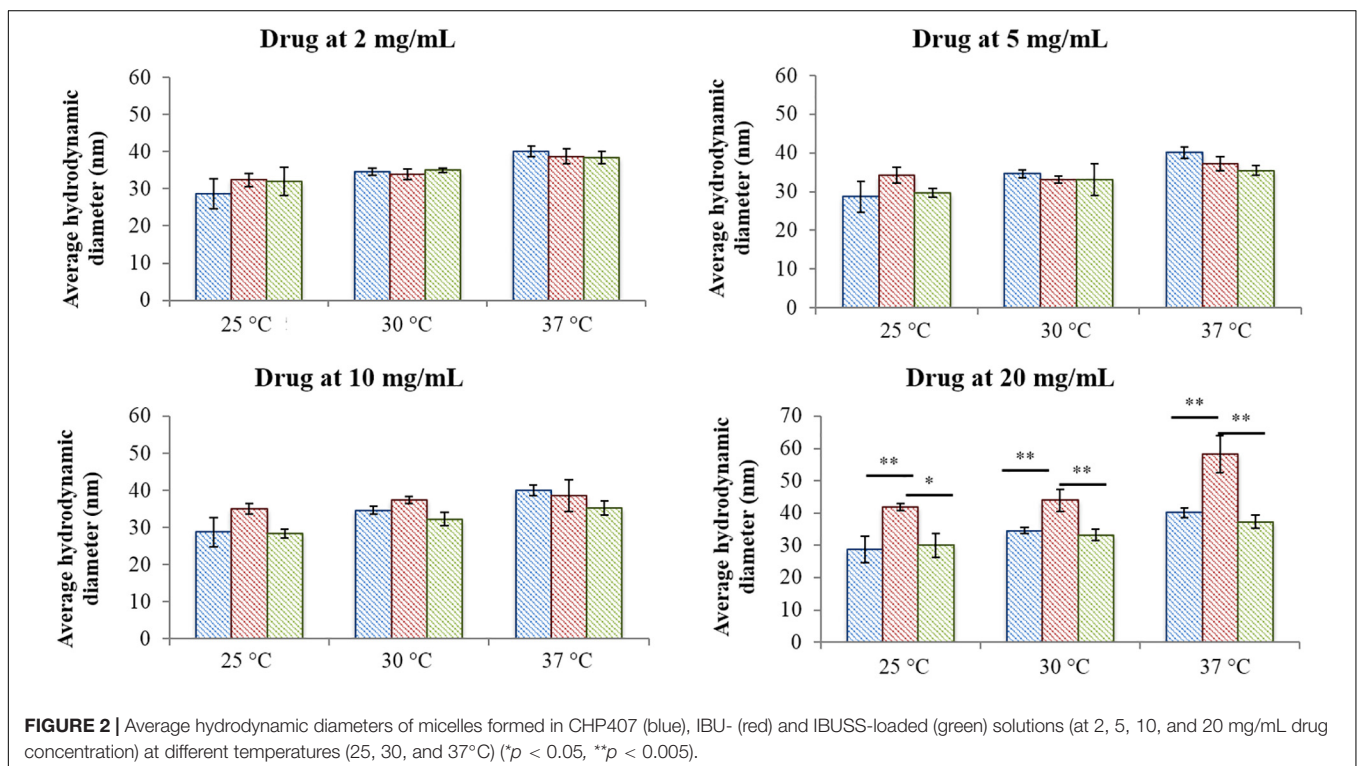 Drug at 2 mg/mL
Average hydrodynamic
diameter (nm)
60
50
40
30
20
10
0
25 °C
30 °C
37 °C
Drug at 5 mg/mL
Average hydrodynamic
diameter (nm)
60
50
40
30
20
10
0
25 °C
30 °C
37 °C
Drug at 10 mg/mL
Average hydrodynamic
diameter (nm)
60
50
40
30
20
10
0
25 °C
30 °C
37 °C
Drug at 20 mg/mL
Average hydrodynamic
diameter (nm)
70
60
50
40
30
20
10
0
**
*
**
**
**
**
25 °C
30 °C
37 °C
FIGURE 2 | Average hydrodynamic diameters of micelles formed in CHP407 (blue), IBU- (red) and IBUSS-loaded (green) solutions (at 2, 5, 10, and 20 mg/mL drug
concentration) at different temperatures (25, 30, and 37°C) (*p < 0.05, **p < 0.005).